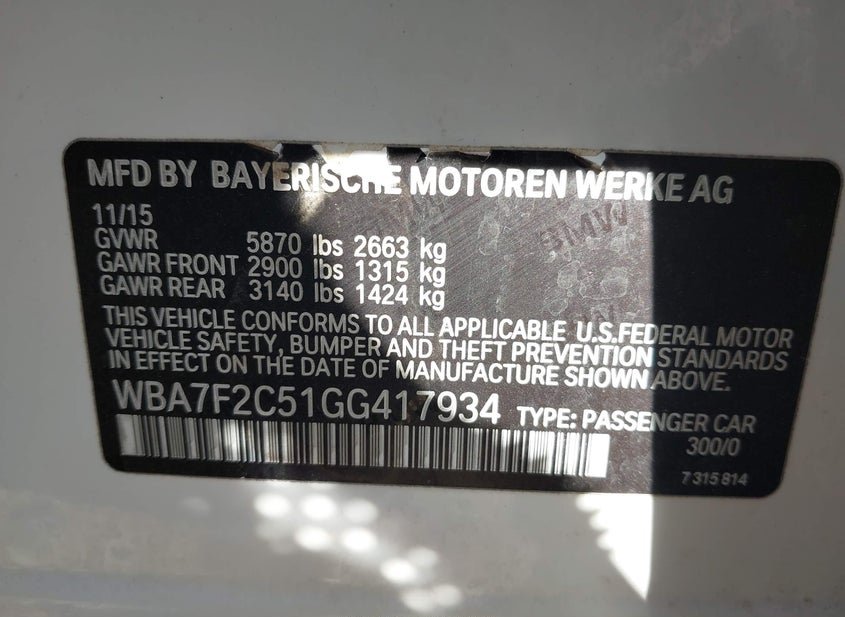 MFD BY BAYERISCHE MOTOREN WERKE AG
11/15
GVWR 5870 lbs 2663 kg
GAWR FRONT 2900 lbs 1315 kg
GAWR REAR 3140 lbs 1424 kg
THIS VEHICLE CONFORMS TO ALL APPLICABLE U.S.FEDERAL MOTOR
VEHICLE SAFETY, BUMPER AND THEFT PREVENTION STANDARDS
IN EFFECT ON THE DATE OF MANUFACTURE SHOWN ABOVE.
WBA7F2C51GG417934 TYPE: PASSENGER CAR
300/0
7 315 814
BMW